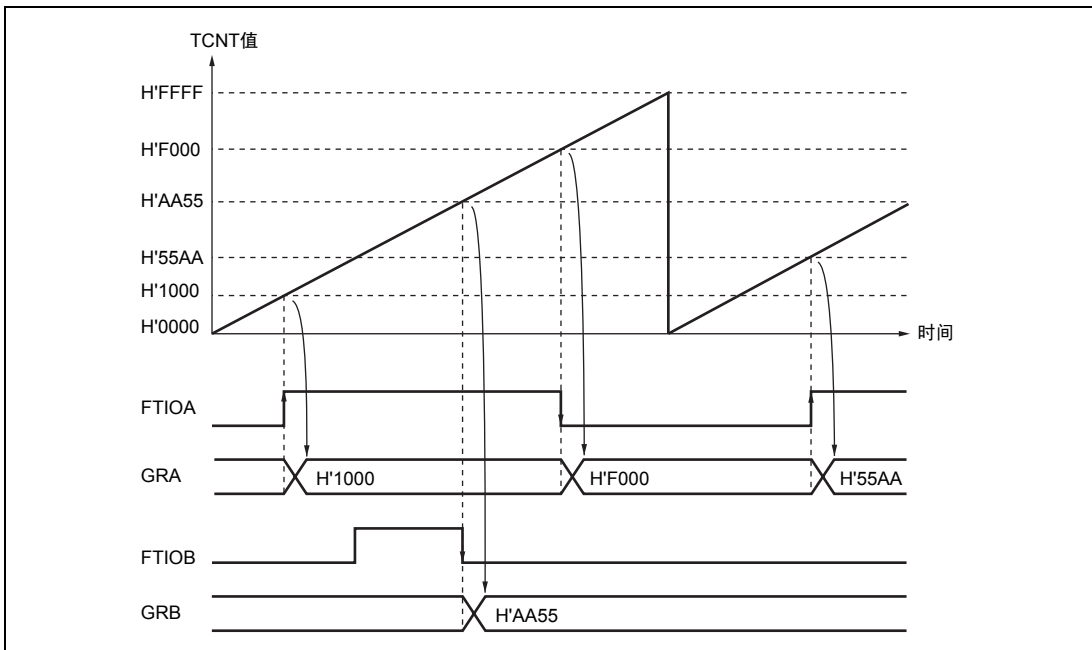 TCNT值
H'FFFF
H'F000
H'AA55
H'55AA
H'1000
H'0000
时间
FTIOA
GRA
H'1000
H'F000
H'55AA
FTIOB
GRB
H'AA55